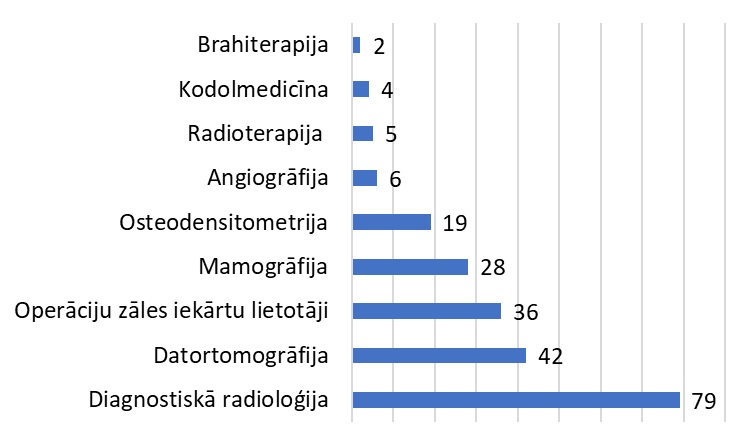 Brahiterapija 2
Kodolmedicīna 4
Radioterapija 5
Angiogrāfija 6
Osteodensitometrija 19
Mamogrāfija 28
Operāciju zāles iekārtu lietotāji 36
Datortomogrāfija 42
Diagnostiskā radioloģija 79